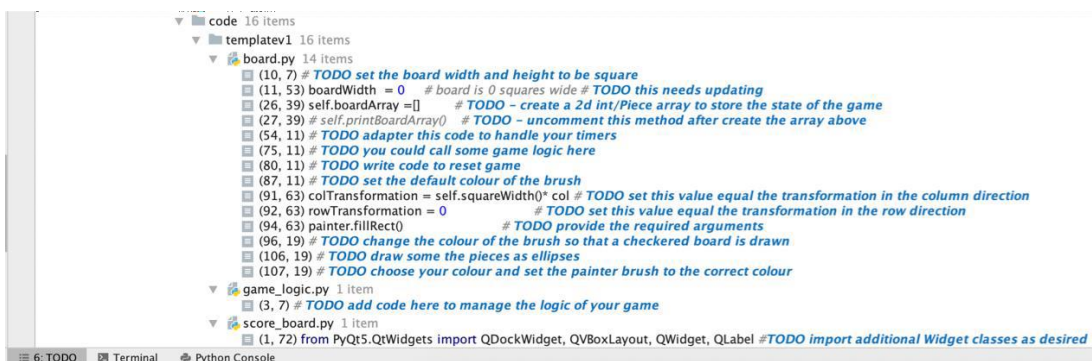 code 16 items
templatev1 16 items
board.py 14 items
(10, 7) # TODO set the board width and height to be square
(11, 53) boardWidth = 0 # board is 0 squares wide # TODO this needs updating
(26, 39) self.boardArray =[] # TODO - create a 2d int/Piece array to store the state of the game
(27, 39) # self.printBoardArray() # TODO - uncomment this method after create the array above
(54, 11) # TODO adapter this code to handle your timers
(75, 11) # TODO you could call some game logic here
(80, 11) # TODO write code to reset game
(87, 11) # TODO set the default colour of the brush
(91, 63) colTransformation = self.squareWidth()* col # TODO set this value equal the transformation in the column direction
(92, 63) rowTransformation = 0 # TODO set this value equal the transformation in the row direction
(94, 63) painter.fillRect() # TODO provide the required arguments
(96, 19) # TODO change the colour of the brush so that a checkered board is drawn
(106, 19) # TODO draw some the pieces as ellipses
(107, 19) # TODO choose your colour and set the painter brush to the correct colour
game_logic.py 1 item
(3, 7) # TODO add code here to manage the logic of your game
score_board.py 1 item
(1, 72) from PyQt5.QtWidgets import QDockWidget, QVBoxLayout, QWidget, QLabel #TODO import additional Widget classes as desired
6: TODO Terminal Python Console